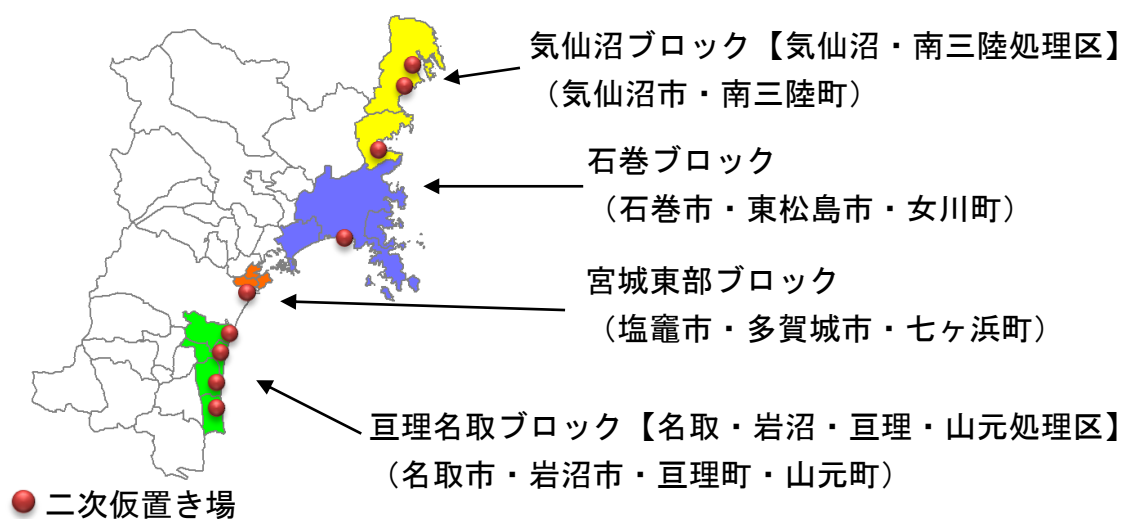 気仙沼ブロック【気仙沼・南三陸処理区】
（気仙沼市・南三陸町）
石巻ブロック
（石巻市・東松島市・女川町）
宮城東部ブロック
（塩竈市・多賀城市・七ヶ浜町）
亘理名取ブロック【名取・岩沼・亘理・山元処理区】
（名取市・岩沼市・亘理町・山元町）
二次仮置き場